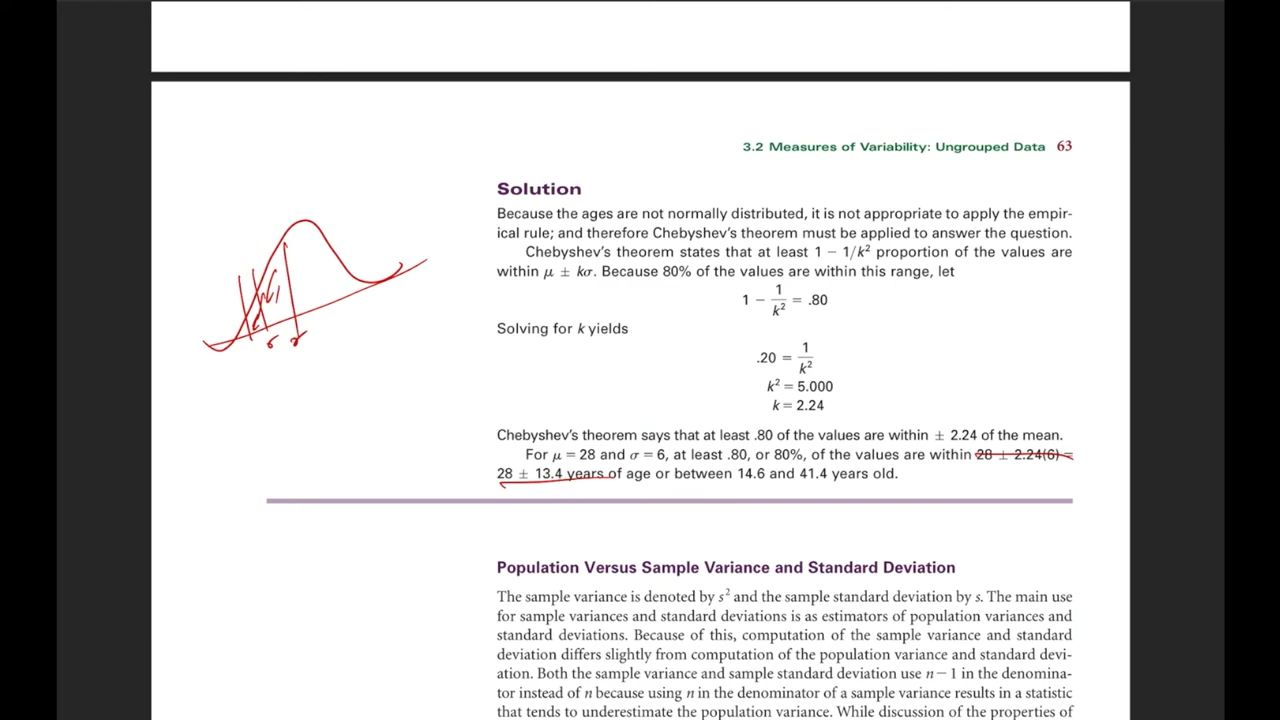 3.2 Measures of Variability: Ungrouped Data 63
Solution
Because the ages are not normally distributed, it is not appropriate to apply the empir-
ical rule; and therefore Chebyshev's theorem must be applied to answer the question.
Chebyshev's theorem states that at least 1 − 1/k² proportion of the values are
within μ ± kσ. Because 80% of the values are within this range, let
1 − 1/k² = .80
Solving for k yields
.20 = 1/k²
k² = 5.000
k = 2.24
Chebyshev's theorem says that at least .80 of the values are within ± 2.24 of the mean.
For μ = 28 and σ = 6, at least .80, or 80%, of the values are within 28 ± 2.24(6) =
28 ± 13.4 years of age or between 14.6 and 41.4 years old.
Population Versus Sample Variance and Standard Deviation
The sample variance is denoted by s² and the sample standard deviation by s. The main use
for sample variances and standard deviations is as estimators of population variances and
standard deviations. Because of this, computation of the sample variance and standard
deviation differs slightly from computation of the population variance and standard devi-
ation. Both the sample variance and sample standard deviation use n − 1 in the denomina-
tor instead of n because using n in the denominator of a sample variance results in a statistic
that tends to underestimate the population variance. While discussion of the properties of